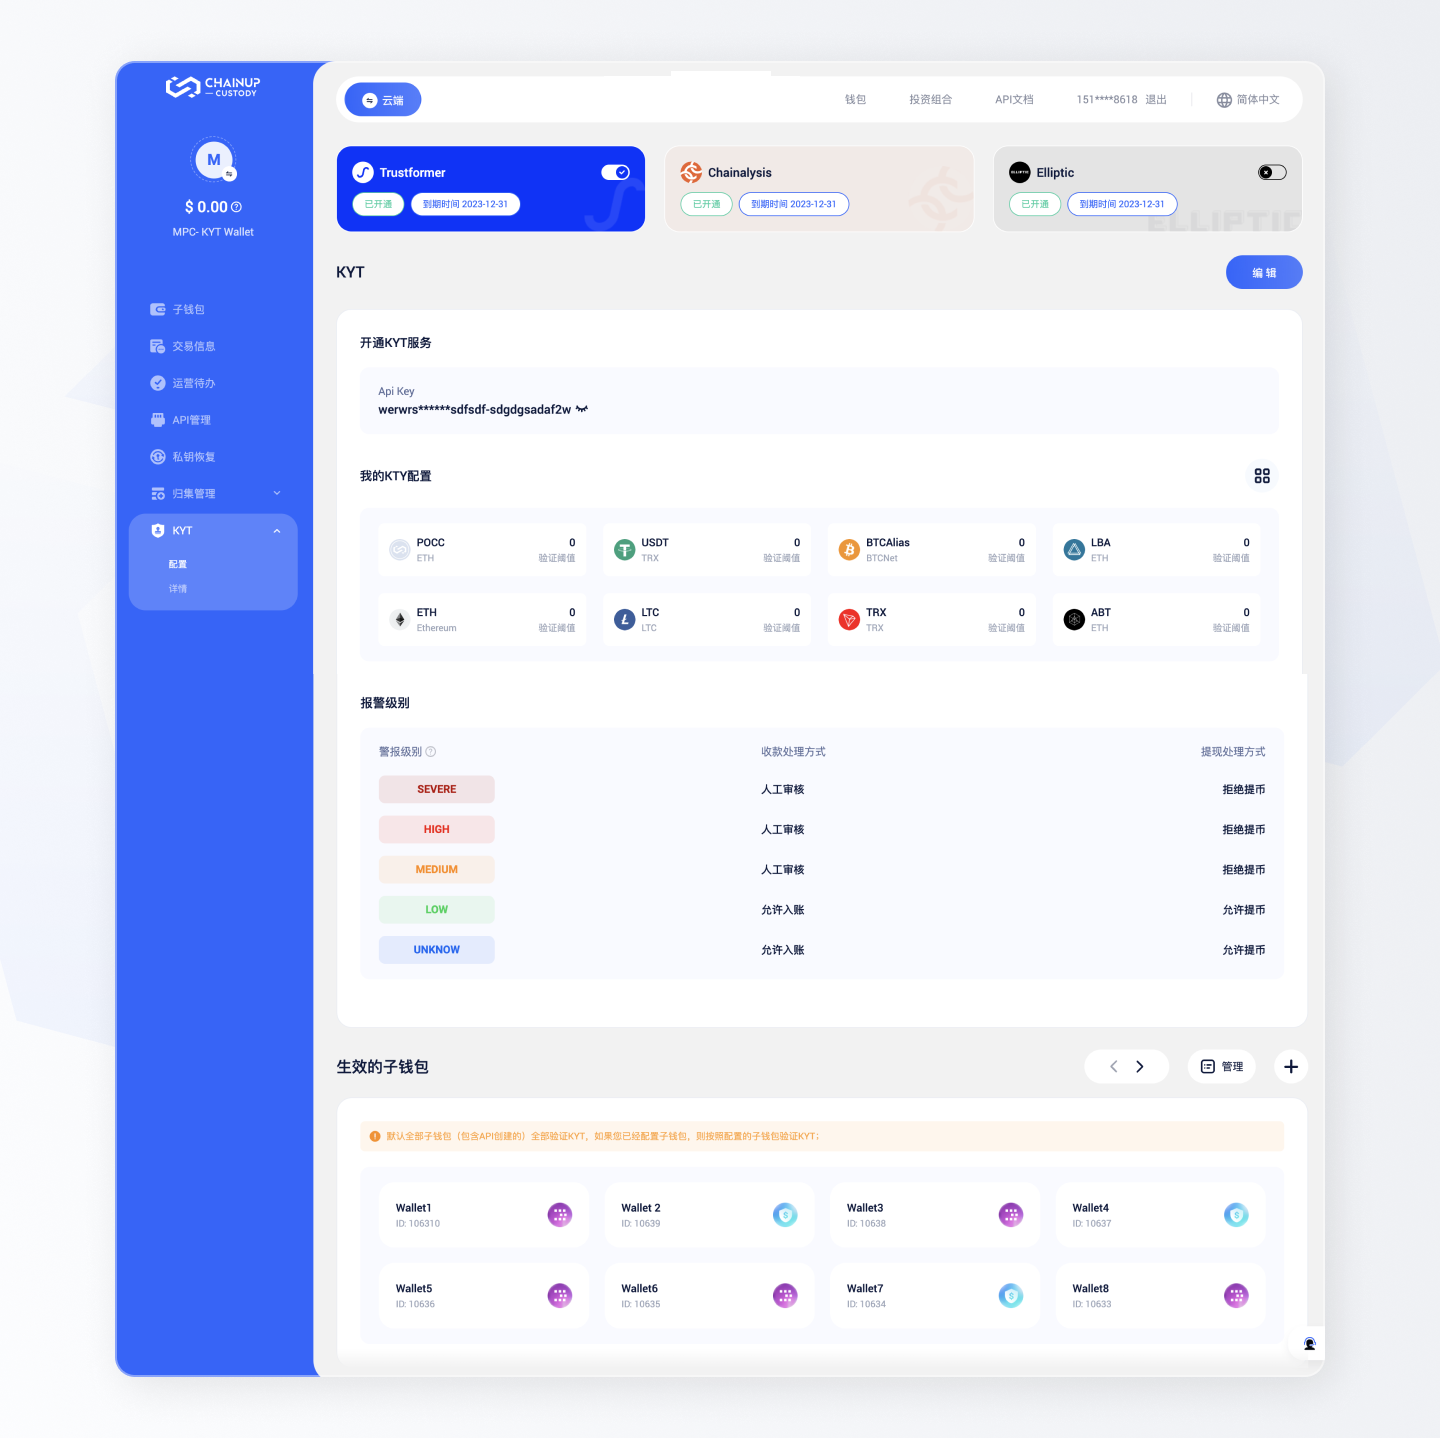 CHAINUP
CUSTODY
M
$ 0.00
MPC- KYT Wallet
子钱包
交易信息
运营待办
API管理
私钥恢复
归集管理
KYT
配置
详情
云端
钱包 投资组合 API文档 151****8618 退出 简体中文
Trustformer
已开通 到期时间 2023-12-31
Chainalysis
已开通 到期时间 2023-12-31
ELLIPTIC
Elliptic
已开通 到期时间 2023-12-31
ELLIPTIC
KYT
编 辑
开通KYT服务
Api Key
werwrs******sdfsdf-sdgdgsadaf2w
我的KTY配置
POCC 0
ETH 验证阈值
USDT 0
TRX 验证阈值
BTCAlias 0
BTCNet 验证阈值
LBA 0
ETH 验证阈值
ETH 0
Ethereum 验证阈值
LTC 0
LTC 验证阈值
TRX 0
TRX 验证阈值
ABT 0
ETH 验证阈值
报警级别
警报级别 收款处理方式 提现处理方式
SEVERE 人工审核 拒绝提币
HIGH 人工审核 拒绝提币
MEDIUM 人工审核 拒绝提币
LOW 允许入账 允许提币
UNKNOW 允许入账 允许提币
生效的子钱包
管理
默认全部子钱包（包含API创建的）全部验证KYT，如果您已经配置子钱包，则按照配置的子钱包验证KYT；
Wallet1
ID: 106310
Wallet 2
ID: 10639
Wallet3
ID: 10638
Wallet4
ID: 10637
Wallet5
ID: 10636
Wallet6
ID: 10635
Wallet7
ID: 10634
Wallet8
ID: 10633